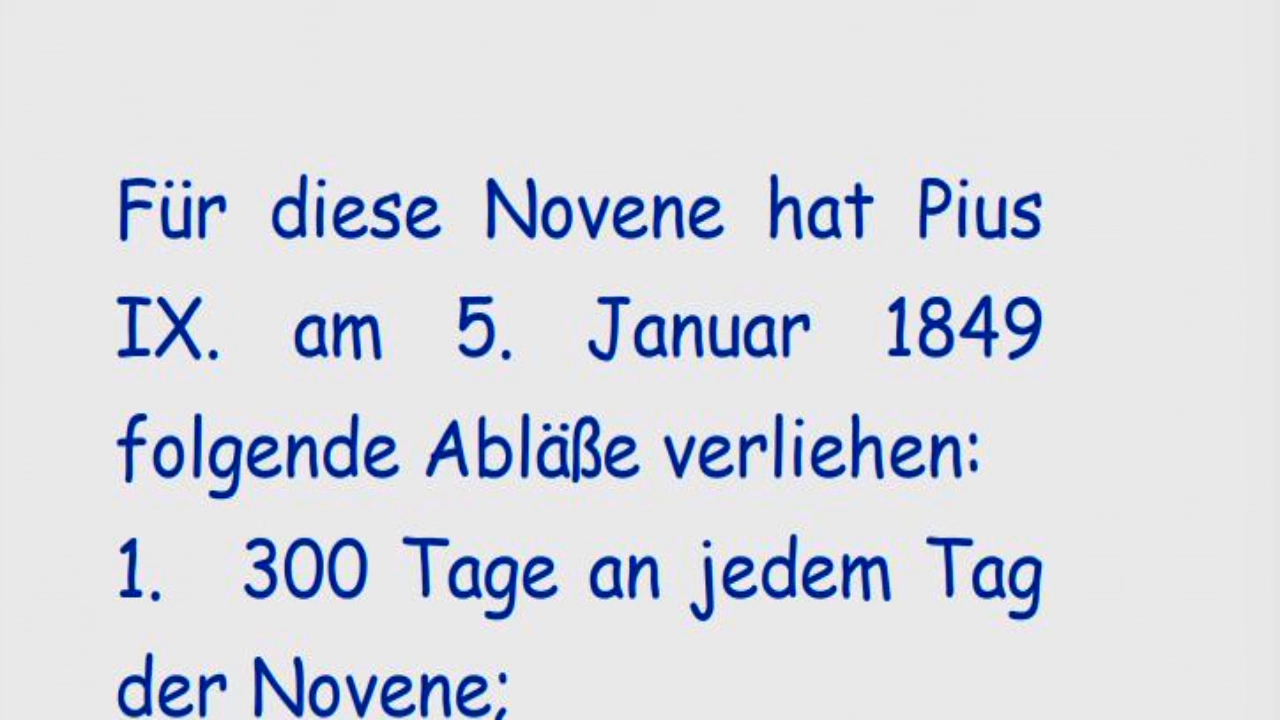 Für diese Novene hat Pius
IX. am 5. Januar 1849
folgende Abläße verliehen:
1. 300 Tage an jedem Tag
der Novene;